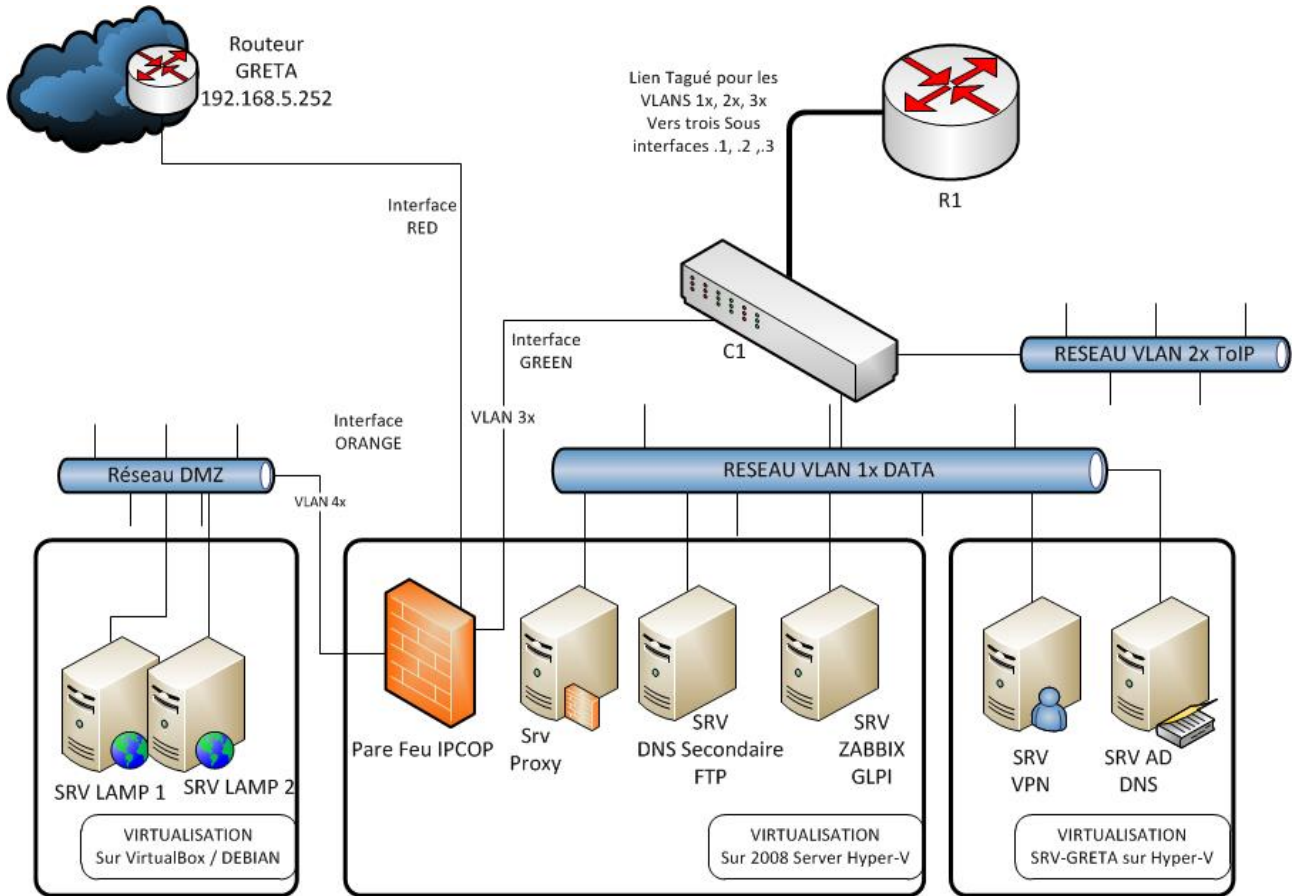 Routeur
GRETA
192.168.5.252
Lien Tagué pour les
VLANS 1x, 2x, 3x
Vers trois Sous
interfaces .1, .2 ,.3
R1
Interface
RED
C1
Interface
GREEN
RESEAU VLAN 2x ToIP
VLAN 3x
Interface
ORANGE
Réseau DMZ
VLAN 4x
RESEAU VLAN 1x DATA
SRV LAMP 1
SRV LAMP 2
Pare Feu IPCOP
Srv
Proxy
SRV
DNS Secondaire
FTP
SRV
ZABBIX
GLPI
SRV
VPN
SRV AD
DNS
VIRTUALISATION
Sur VirtualBox / DEBIAN
VIRTUALISATION
Sur 2008 Server Hyper-V
VIRTUALISATION
SRV-GRETA sur Hyper-V